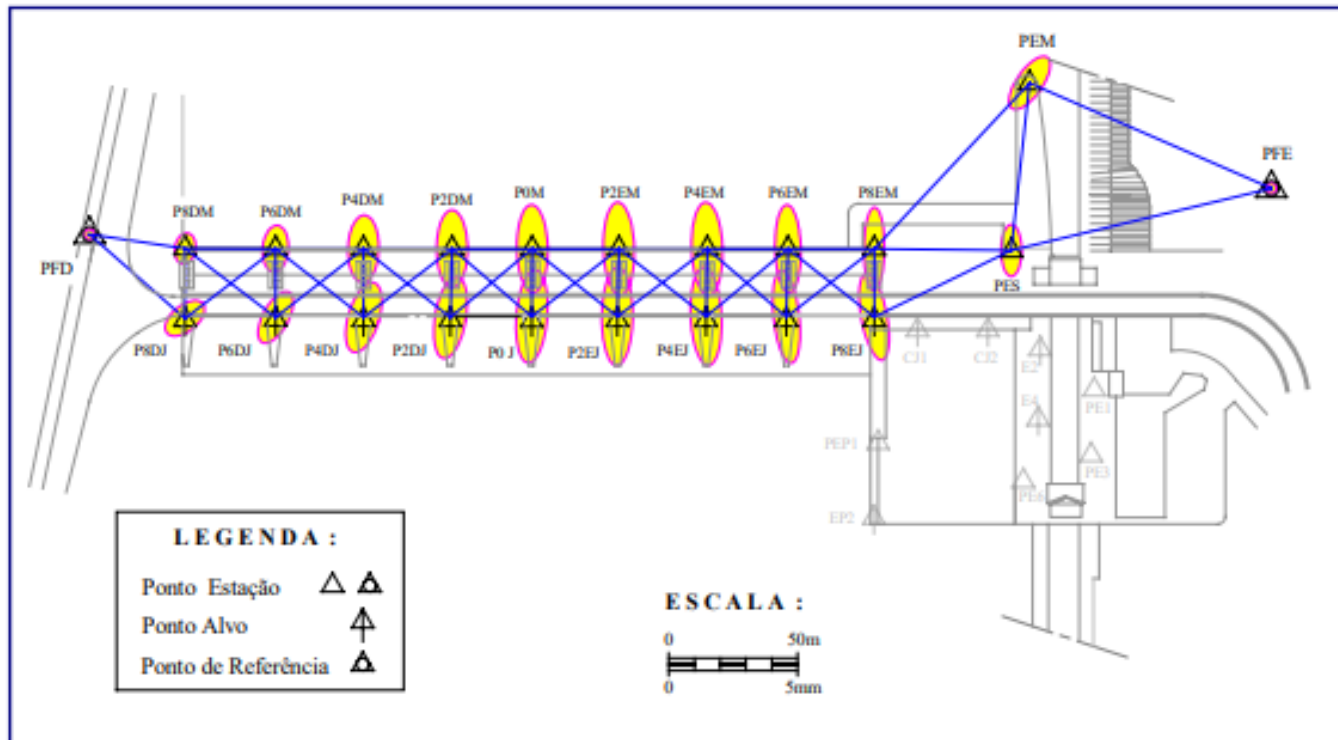 PEM
PFE
P8DM P6DM P4DM P2DM P0M P2EM P4EM P6EM P8EM
PFD
PES
P8DJ P6DJ P4DJ P2DJ P0 J P2EJ P4EJ P6EJ P8EJ
CJ1 CJ2 E2
PE1
E4
PEP1 PE3
PE6
EP2
LEGENDA :
Ponto Estação
Ponto Alvo
Ponto de Referência
ESCALA :
0 50m
0 5mm